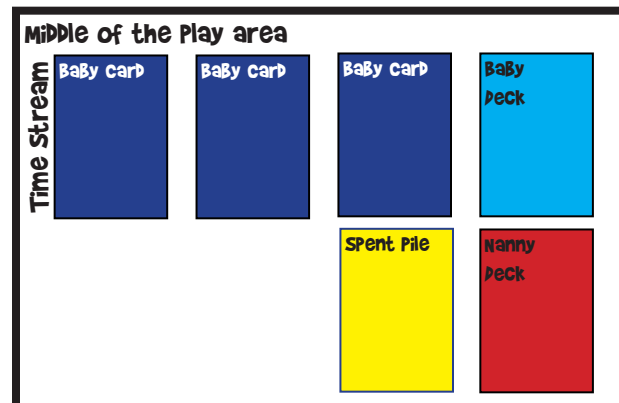 Middle of the Play area
Time Stream
Baby Card
Baby Card
Baby Card
Baby
Deck
Spent Pile
Nanny
Deck